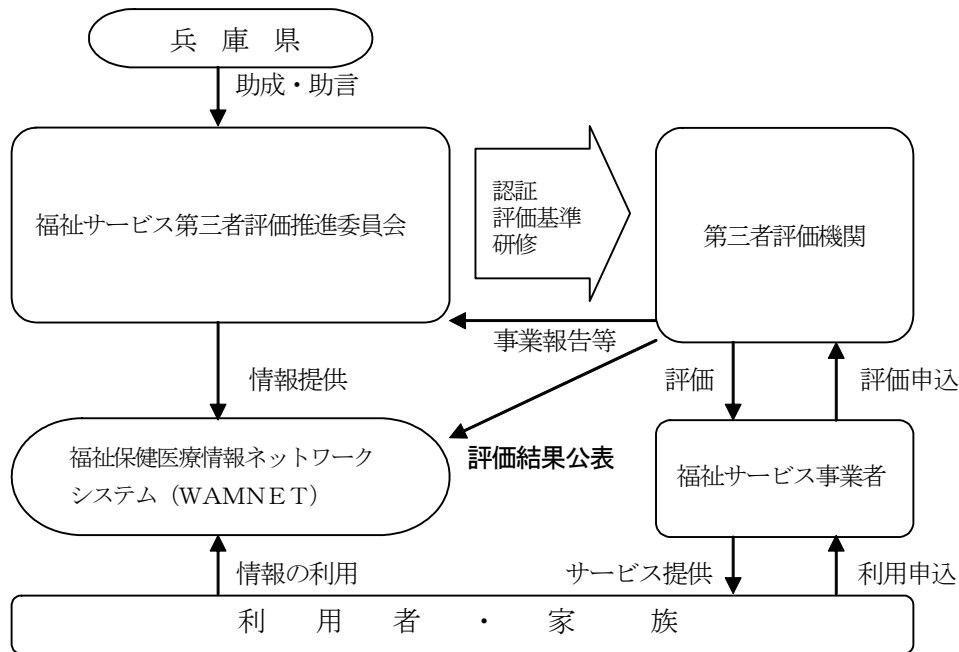 兵　庫　県
助成・助言
福祉サービス第三者評価推進委員会
認証
評価基準
研修
第三者評価機関
事業報告等
情報提供
評価
評価申込
福祉保健医療情報ネットワーク
システム（ＷＡＭＮＥＴ）
評価結果公表
福祉サービス事業者
情報の利用
サービス提供
利用申込
利　用　者　・　家　族